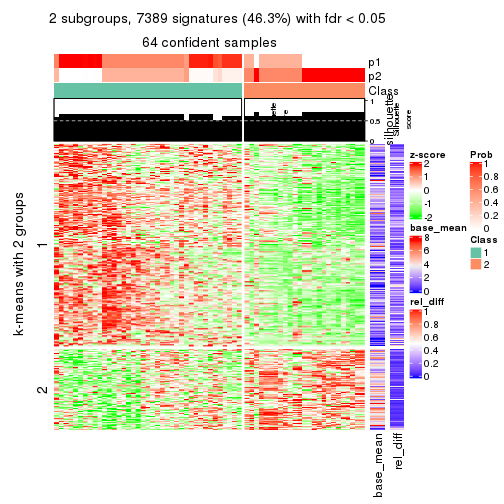 2 subgroups, 7389 signatures (46.3%) with fdr < 0.05
64 confident samples
p1
p2
Class
1
0.5
0
silhouette
Silhouette
score
k-means with 2 groups
1
2
base_mean
rel_diff
z-score
2
1
0
-1
-2
base_mean
8
6
4
2
0
rel_diff
1
0.8
0.6
0.4
0.2
0
Prob
1
0.8
0.6
0.4
0.2
0
Class
1
2